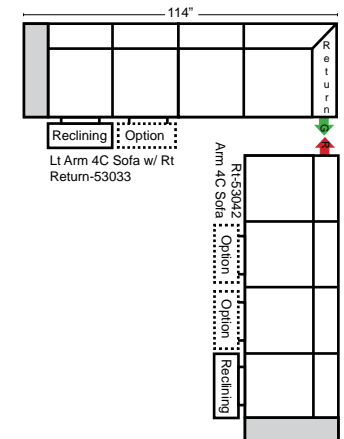 114"
Return
G
R
Reclining
Option
Lt Arm 4C Sofa w/ Rt
Return-53033
Rt-53042
Arm 4C Sofa
Option
Option
Reclining